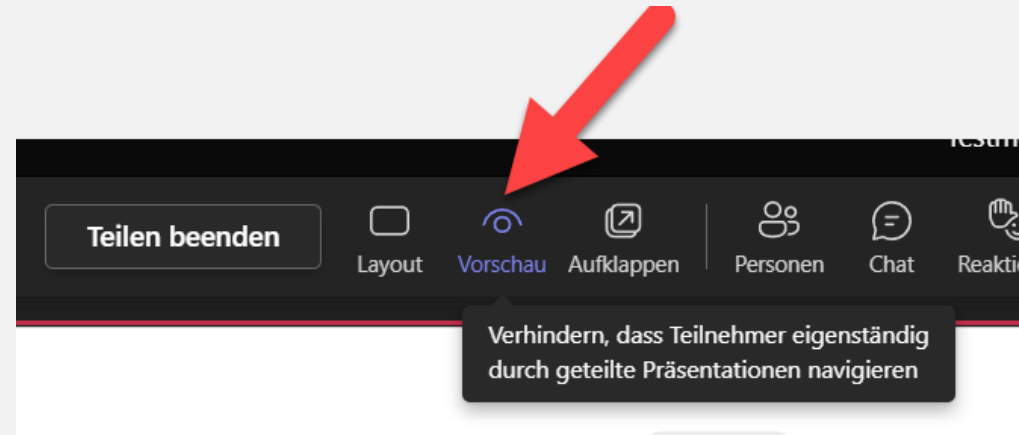 Teilen beenden
Layout
Vorschau
Aufklappen
Personen
Chat
Verhindern, dass Teilnehmer eigenständig
durch geteilte Präsentationen navigieren